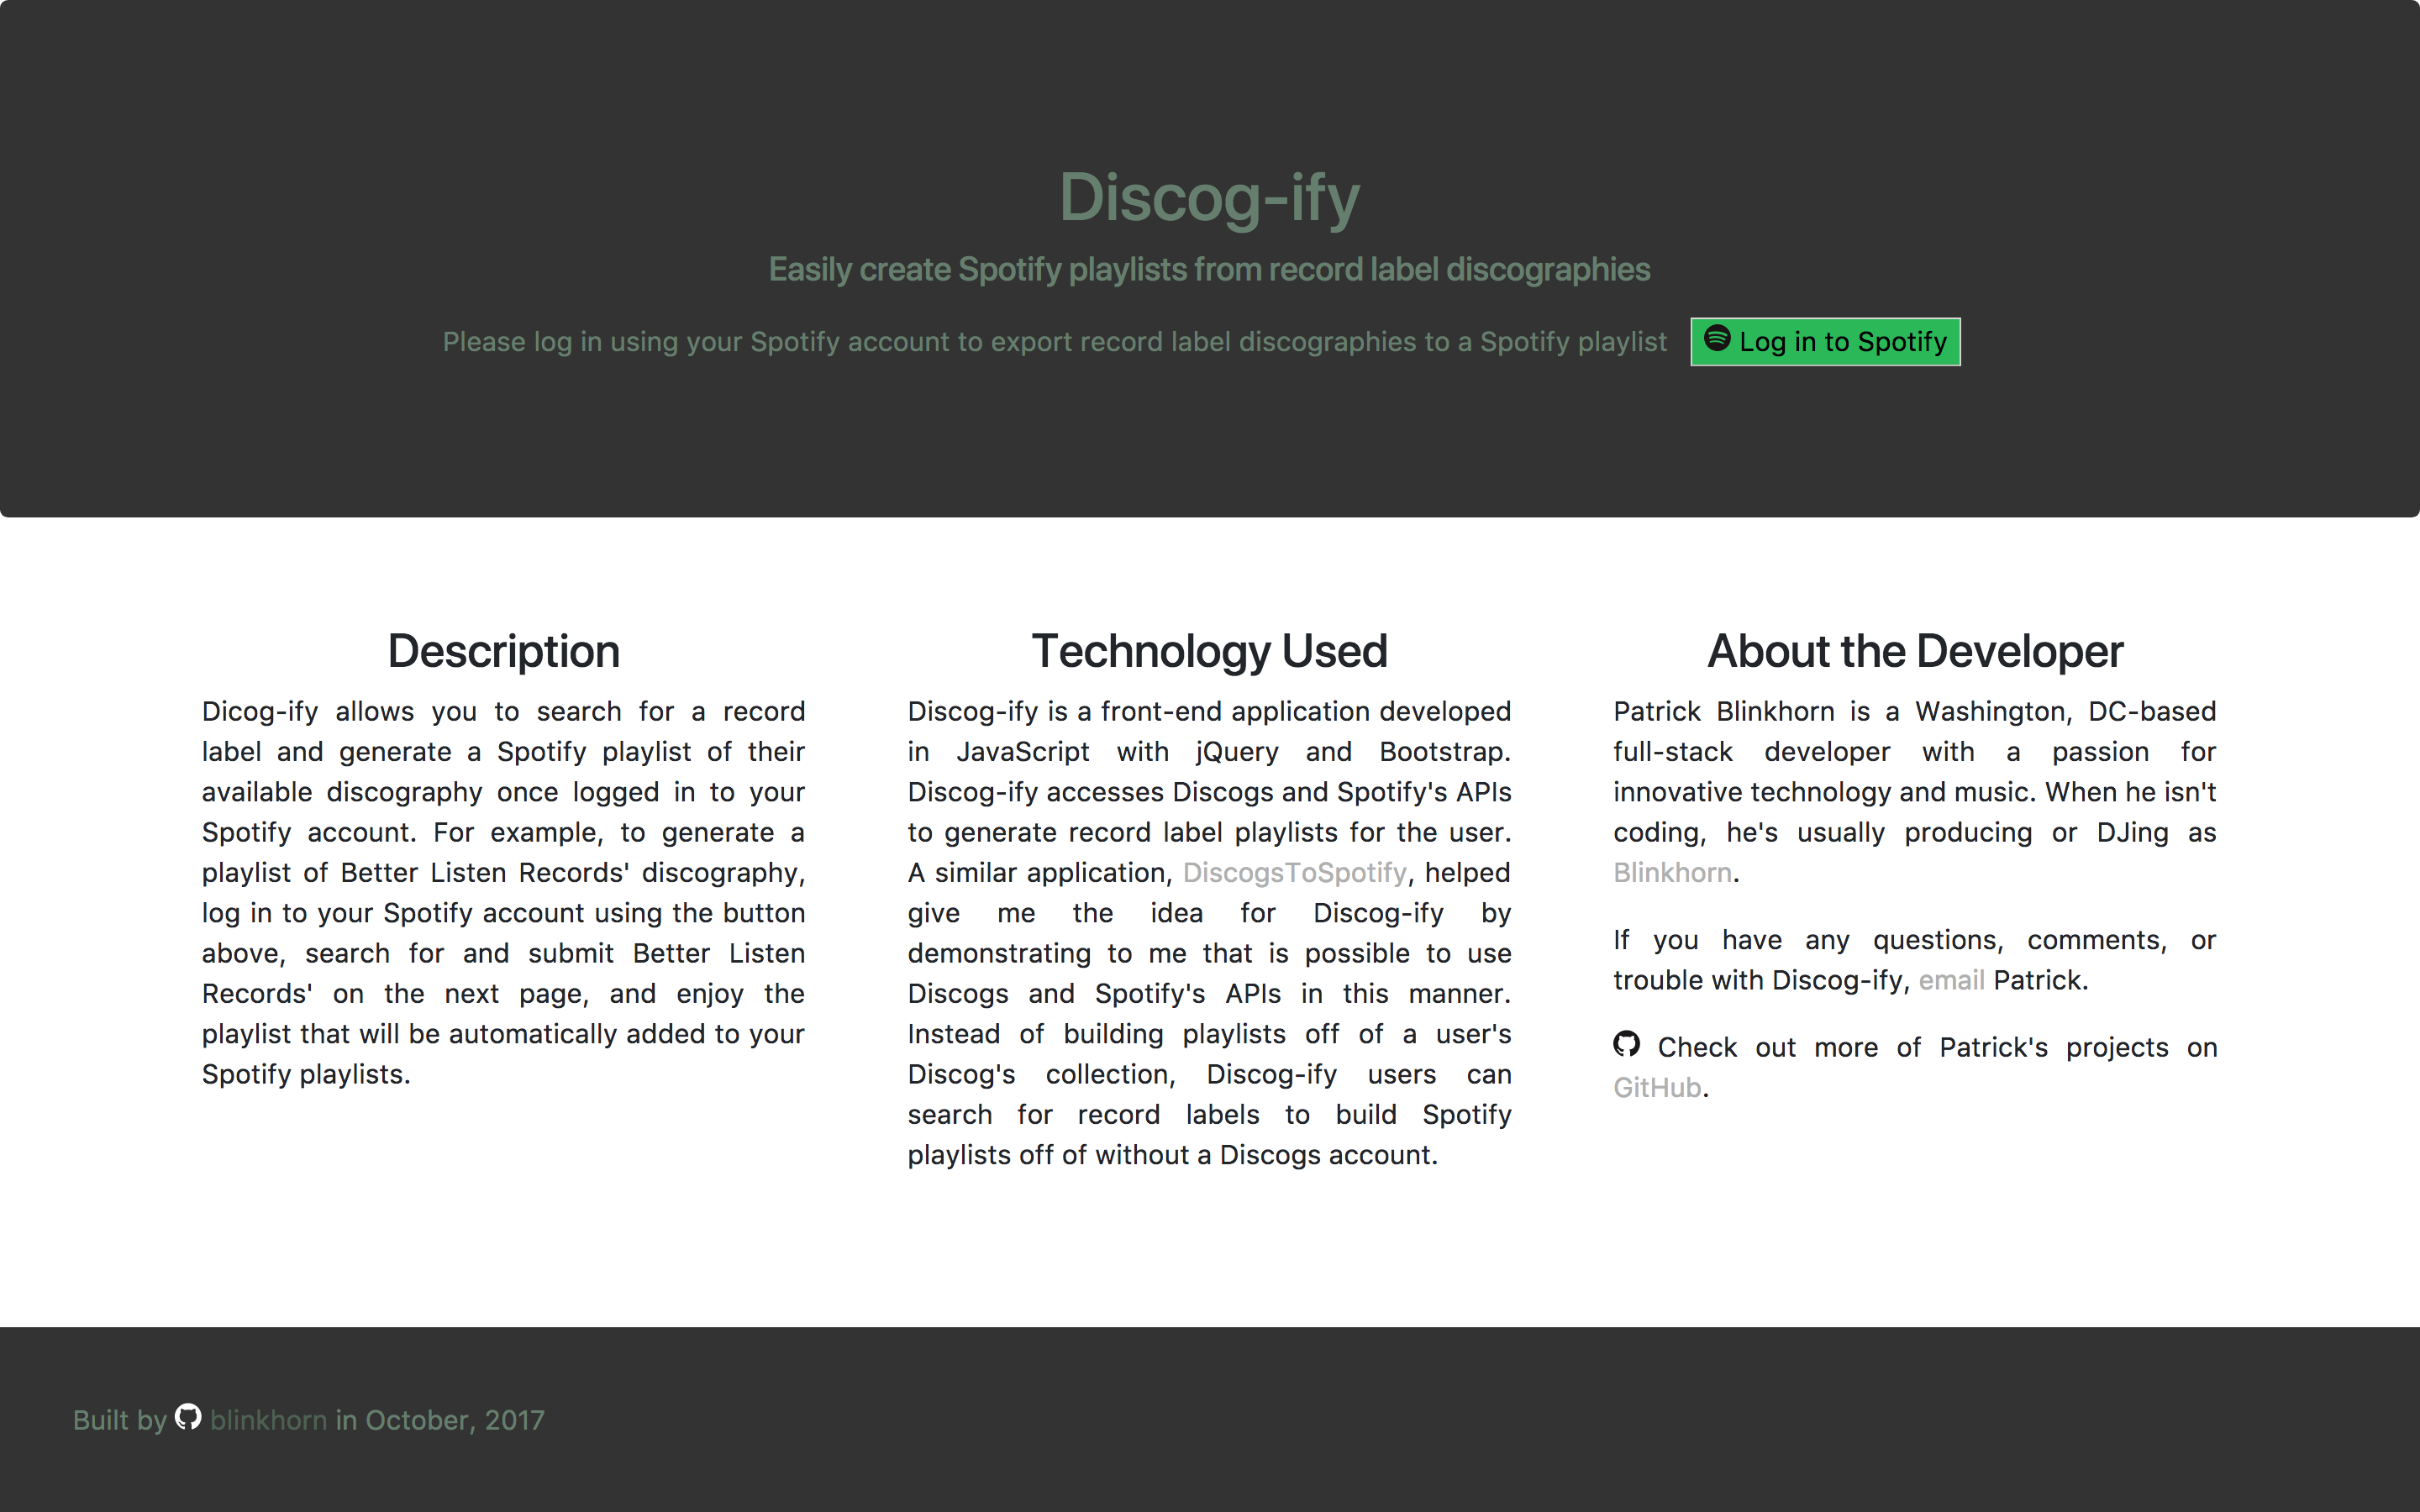 Discog-ify
Easily create Spotify playlists from record label discographies
Please log in using your Spotify account to export record label discographies to a Spotify playlist
Log in to Spotify
Description
Dicog-ify allows you to search for a record
label and generate a Spotify playlist of their
available discography once logged in to your
Spotify account. For example, to generate a
playlist of Better Listen Records' discography,
log in to your Spotify account using the button
above, search for and submit Better Listen
Records' on the next page, and enjoy the
playlist that will be automatically added to your
Spotify playlists.
Technology Used
Discog-ify is a front-end application developed
in JavaScript with jQuery and Bootstrap.
Discog-ify accesses Discogs and Spotify's APIs
to generate record label playlists for the user.
A similar application, DiscogsToSpotify, helped
give me the idea for Discog-ify by
demonstrating to me that is possible to use
Discogs and Spotify's APIs in this manner.
Instead of building playlists off of a user's
Discog's collection, Discog-ify users can
search for record labels to build Spotify
playlists off of without a Discogs account.
About the Developer
Patrick Blinkhorn is a Washington, DC-based
full-stack developer with a passion for
innovative technology and music. When he isn't
coding, he's usually producing or DJing as
Blinkhorn.
If you have any questions, comments, or
trouble with Discog-ify, email Patrick.
Check out more of Patrick's projects on
GitHub.
Built by blinkhorn in October, 2017